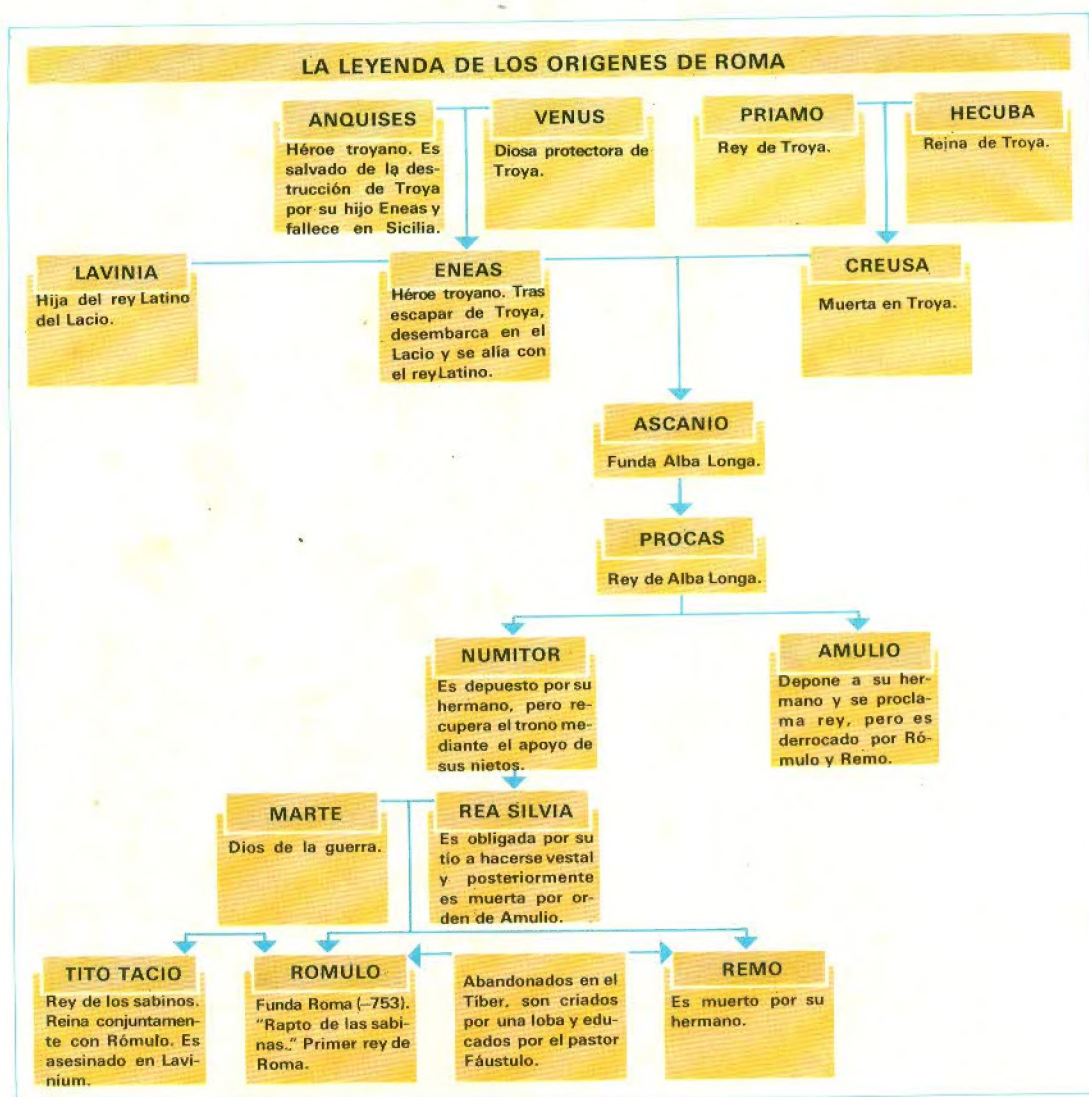 LA LEYENDA DE LOS ORIGENES DE ROMA
ANQUISES
Héroe troyano. Es
salvado de la des-
trucción de Troya
por su hijo Eneas y
fallece en Sicilia.
VENUS
Diosa protectora de
Troya.
PRIAMO
Rey de Troya.
HECUBA
Reina de Troya.
LAVINIA
Hija del rey Latino
del Lacio.
ENEAS
Héroe troyano. Tras
escapar de Troya,
desembarca en el
Lacio y se alía con
el rey Latino.
CREUSA
Muerta en Troya.
ASCANIO
Funda Alba Longa.
PROCAS
Rey de Alba Longa.
NUMITOR
Es depuesto por su
hermano, pero re-
cupera el trono me-
diante el apoyo de
sus nietos.
AMULIO
Depone a su her-
mano y se procla-
ma rey, pero es
derrocado por Ró-
mulo y Remo.
MARTE
Dios de la guerra.
REA SILVIA
Es obligada por su
tío a hacerse vestal
y posteriormente
es muerta por or-
den de Amulio.
TITO TACIO
Rey de los sabinos.
Reina conjuntamen-
te con Rómulo. Es
asesinado en Lavi-
nium.
ROMULO
Funda Roma (–753).
"Rapto de las sabi-
nas." Primer rey de
Roma.
Abandonados en el
Tíber, son criados
por una loba y edu-
cados por el pastor
Fáustulo.
REMO
Es muerto por su
hermano.